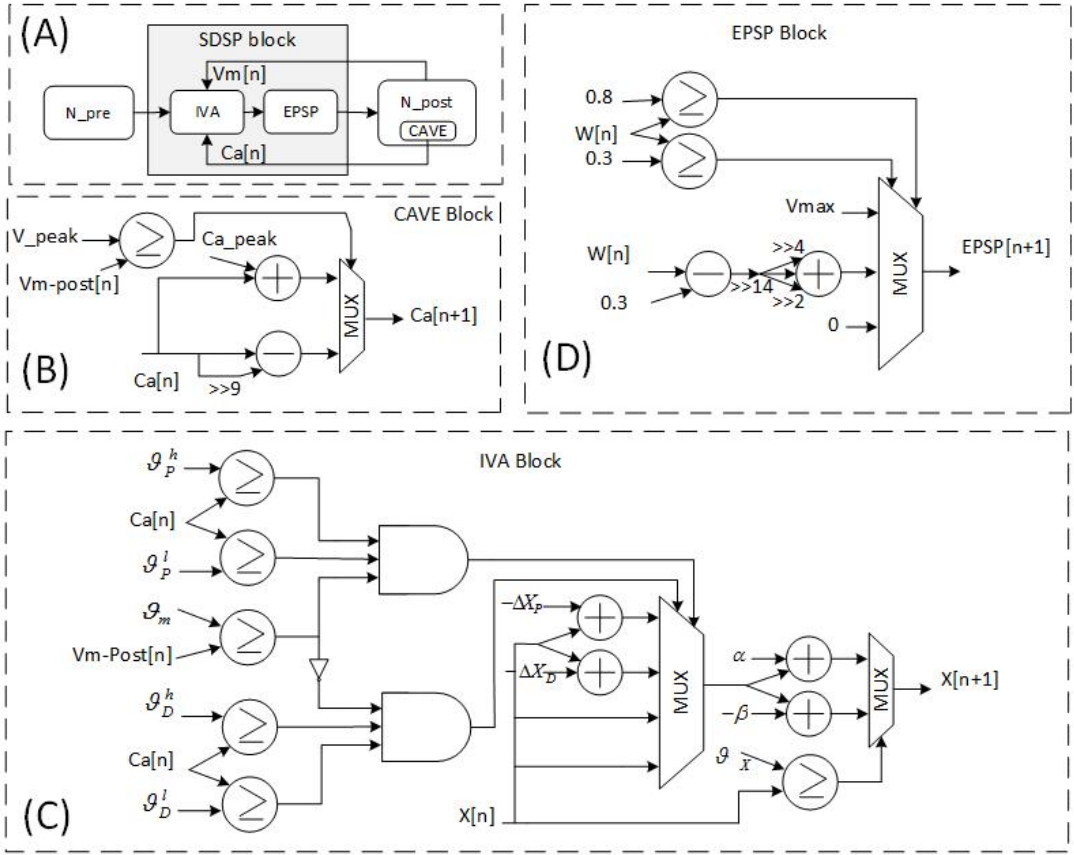 (A)
SDSP block
Vm[n]
N_pre
IVA
EPSP
N_post
CAVE
Ca[n]
CAVE Block
V_peak
≥
Ca_peak
Vm-post[n]
+
MUX
Ca[n+1]
−
Ca[n]
>>9
(B)
EPSP Block
0.8
≥
W[n]
0.3
≥
Vmax
W[n]
−
>>4
>>14
+
>>2
0.3
MUX
EPSP[n+1]
0
(D)
IVA Block
ϑ_P^h
≥
Ca[n]
ϑ_P^l
≥
ϑ_m
≥
Vm-Post[n]
ϑ_D^h
≥
Ca[n]
ϑ_D^l
≥
−ΔX_P
+
−ΔX_D
+
MUX
α
+
−β
+
MUX
X[n+1]
ϑ_X
≥
X[n]
(C)